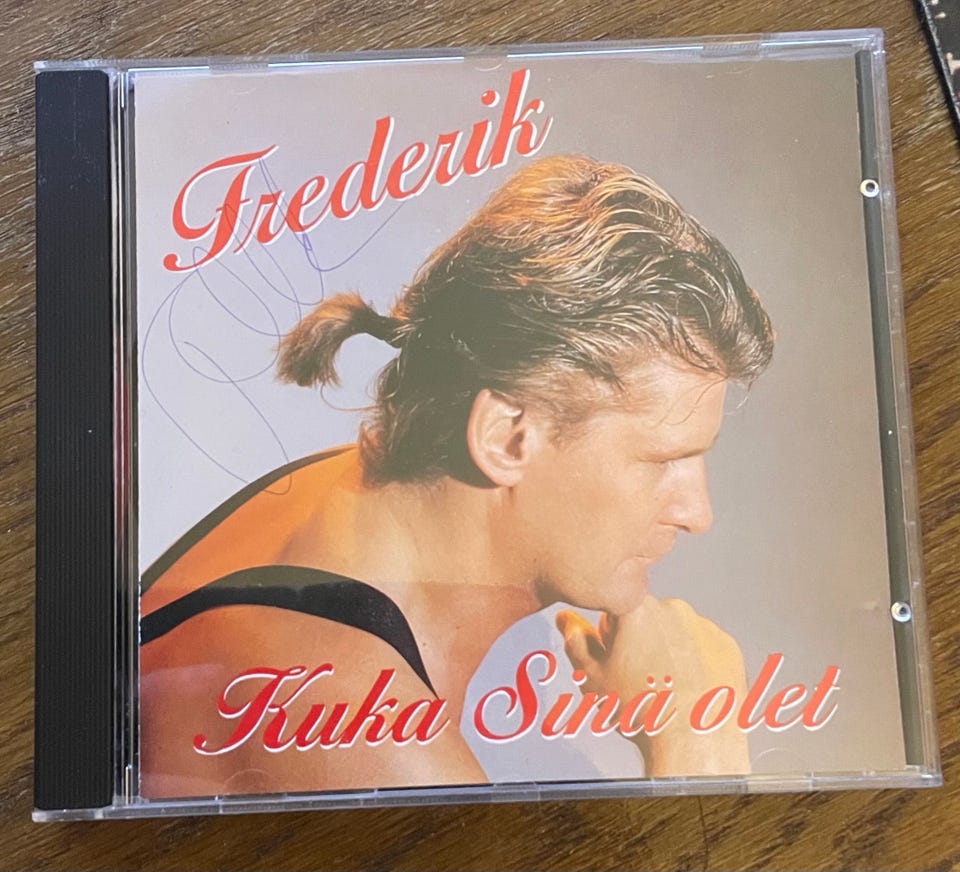 Frederik
Kuka Sinä olet